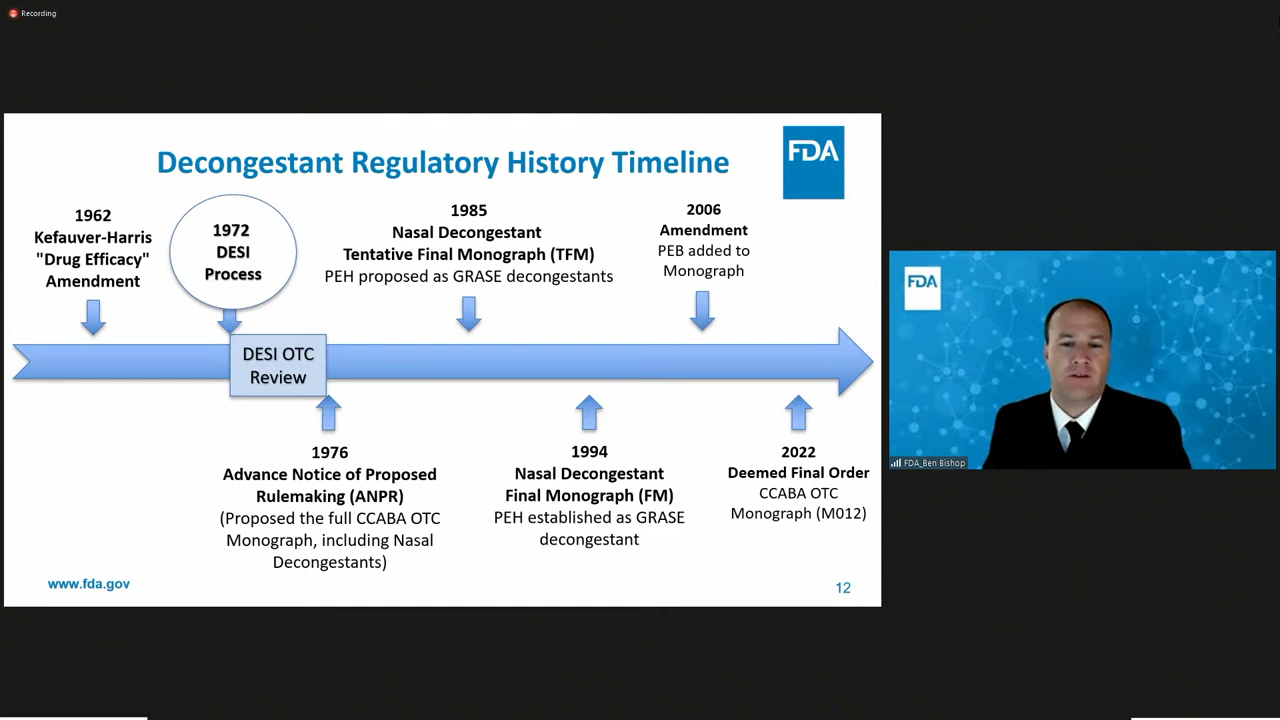 Recording
Decongestant Regulatory History Timeline
FDA
1962
Kefauver-Harris
"Drug Efficacy"
Amendment
1972
DESI
Process
1985
Nasal Decongestant
Tentative Final Monograph (TFM)
PEH proposed as GRASE decongestants
2006
Amendment
PEB added to
Monograph
DESI OTC
Review
1976
Advance Notice of Proposed
Rulemaking (ANPR)
(Proposed the full CCABA OTC
Monograph, including Nasal
Decongestants)
1994
Nasal Decongestant
Final Monograph (FM)
PEH established as GRASE
decongestant
2022
Deemed Final Order
CCABA OTC
Monograph (M012)
www.fda.gov
12
FDA
FDA_Ben Bishop